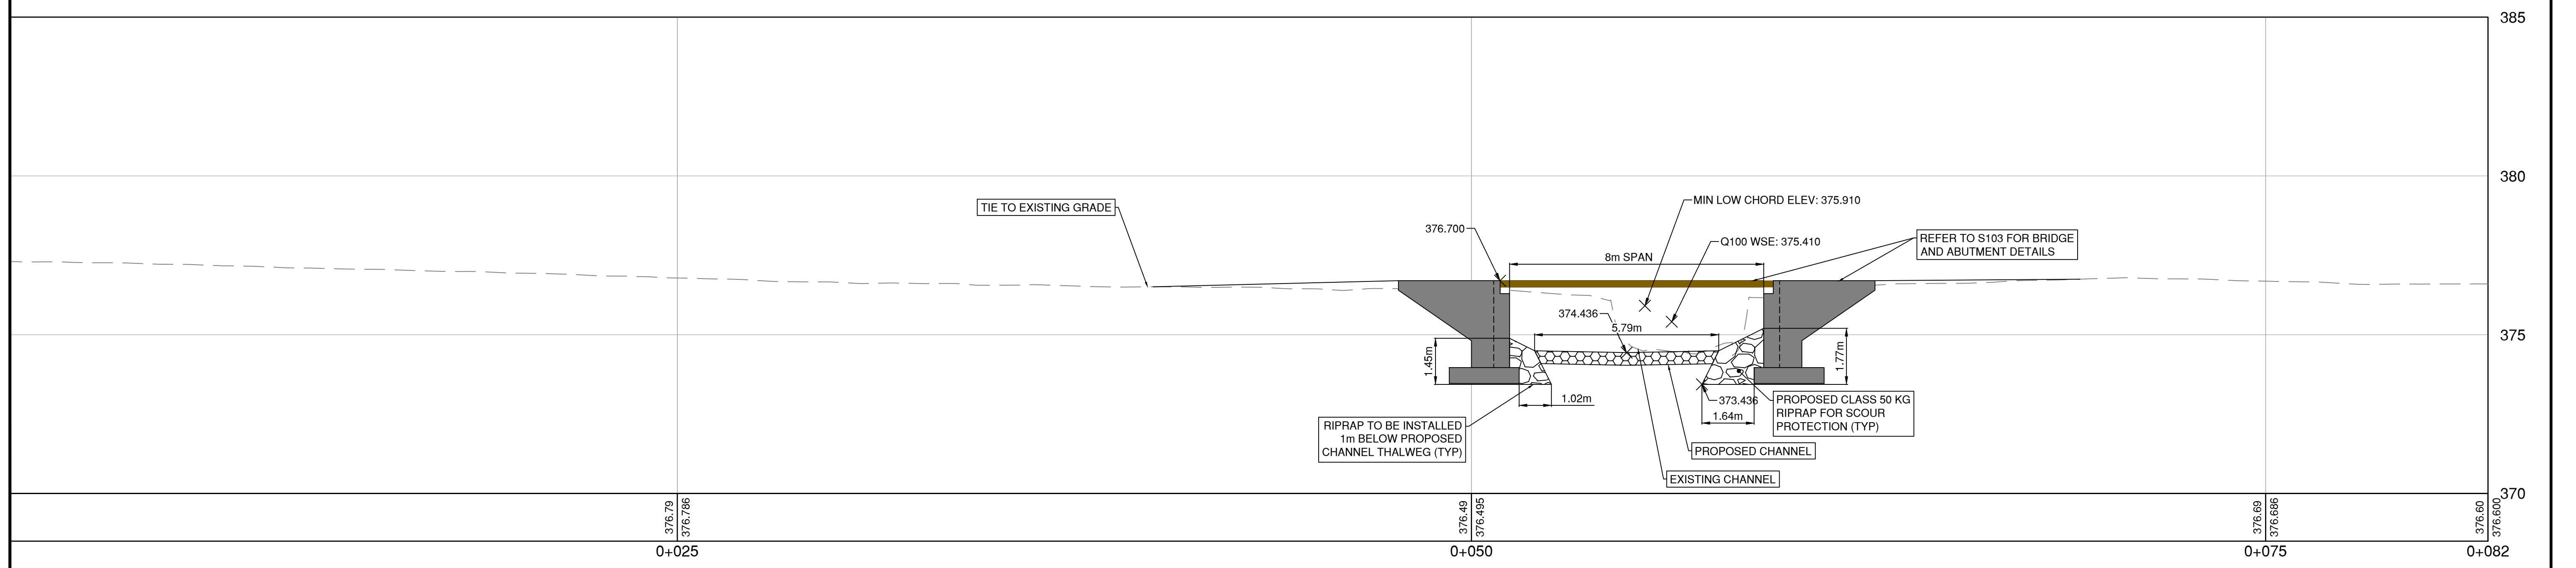 385
380
TIE TO EXISTING GRADE
MIN LOW CHORD ELEV: 375.910
376.700
Q100 WSE: 375.410
REFER TO S103 FOR BRIDGE
AND ABUTMENT DETAILS
8m SPAN
374.436
5.79m
375
1.45m
1.77m
1.02m
373.436
1.64m
PROPOSED CLASS 50 KG
RIPRAP FOR SCOUR
PROTECTION (TYP)
RIPRAP TO BE INSTALLED
1m BELOW PROPOSED
CHANNEL THALWEG (TYP)
PROPOSED CHANNEL
EXISTING CHANNEL
370
376.79
376.786
376.49
376.495
376.69
376.686
376.60
376.600
0+025
0+050
0+075
0+082